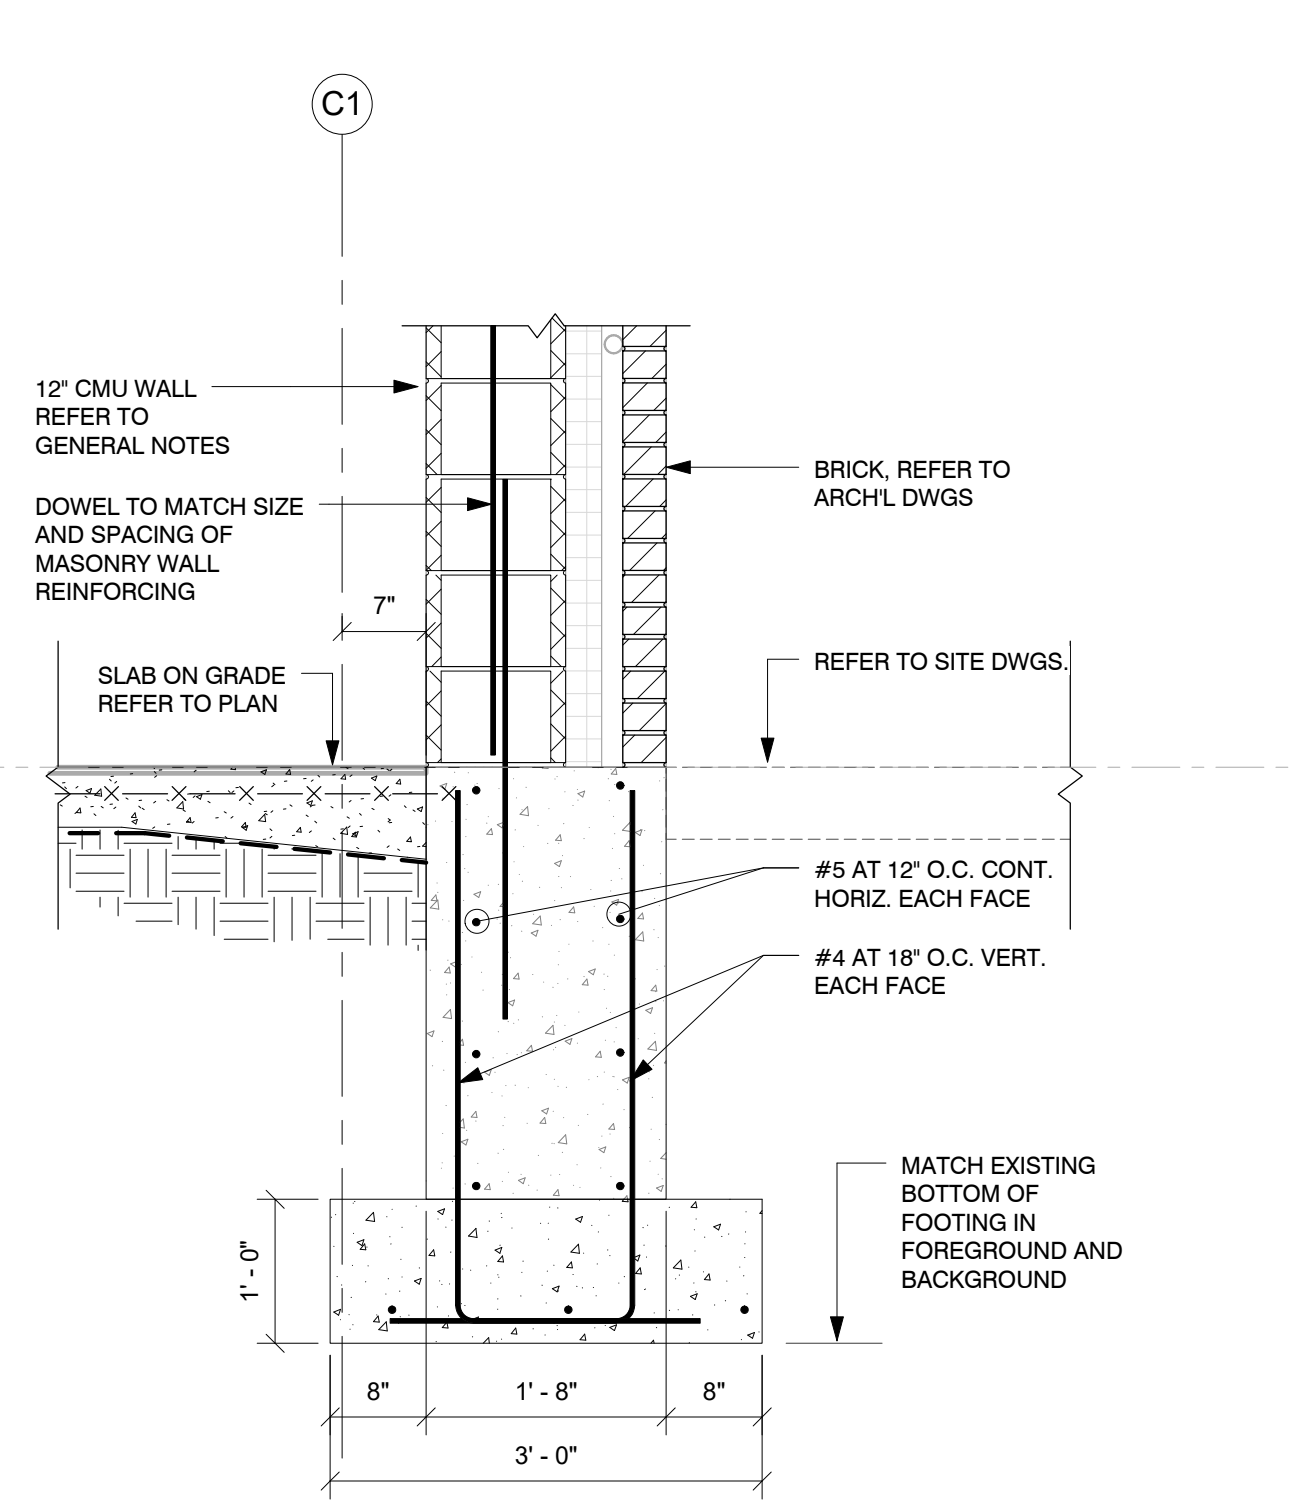 C1
12" CMU WALL
REFER TO
GENERAL NOTES
DOWEL TO MATCH SIZE
AND SPACING OF
MASONRY WALL
REINFORCING
7"
SLAB ON GRADE
REFER TO PLAN
BRICK, REFER TO
ARCH'L DWGS
REFER TO SITE DWGS.
#5 AT 12" O.C. CONT.
HORIZ. EACH FACE
#4 AT 18" O.C. VERT.
EACH FACE
MATCH EXISTING
BOTTOM OF
FOOTING IN
FOREGROUND AND
BACKGROUND
1' - 0"
8"
1' - 8"
8"
3' - 0"